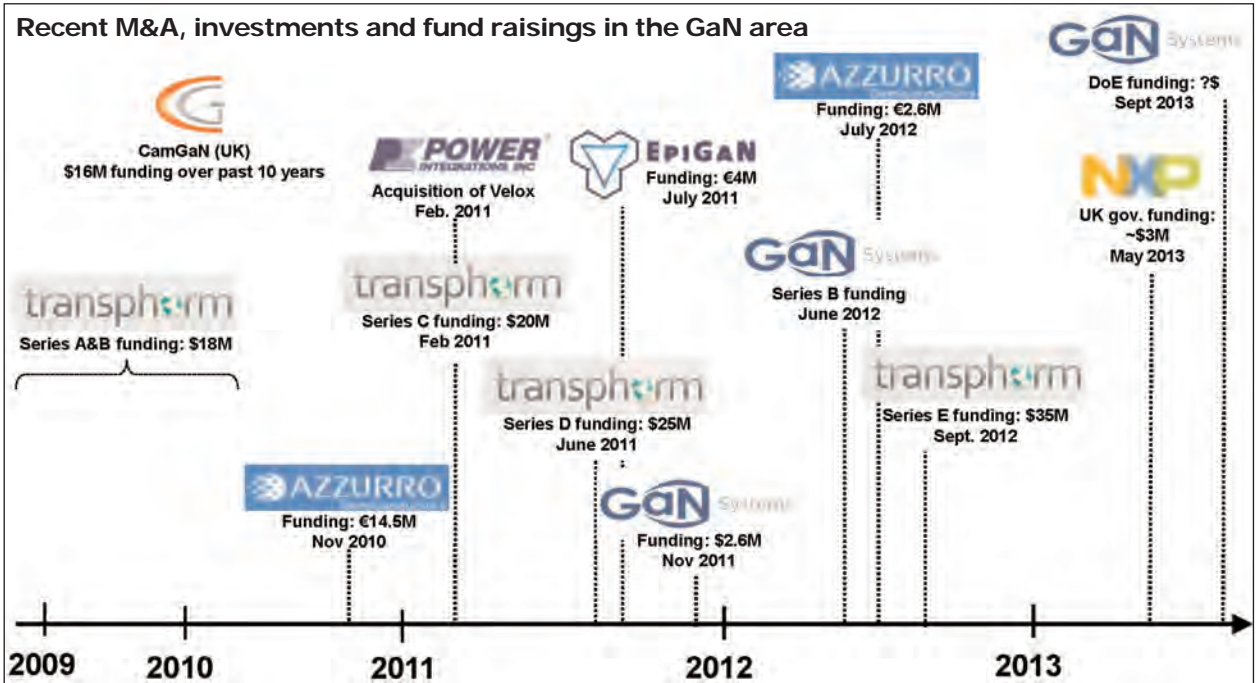 Recent M&A, investments and fund raisings in the GaN area
CamGaN (UK)
$16M funding over past 10 years
POWER
INTEGRATIONS INC
Acquisition of Velox
Feb. 2011
EPIGAN
Funding: €4M
July 2011
AZZURRO
Funding: €2.6M
July 2012
GaN Systems
DoE funding: ?$
Sept 2013
NXP
UK gov. funding:
~$3M
May 2013
transphorm
Series A&B funding: $18M
transphorm
Series C funding: $20M
Feb 2011
GaN Systems
Series B funding
June 2012
transphorm
Series D funding: $25M
June 2011
transphorm
Series E funding: $35M
Sept. 2012
AZZURRO
Funding: €14.5M
Nov 2010
GaN Systems
Funding: $2.6M
Nov 2011
2009 2010 2011 2012 2013